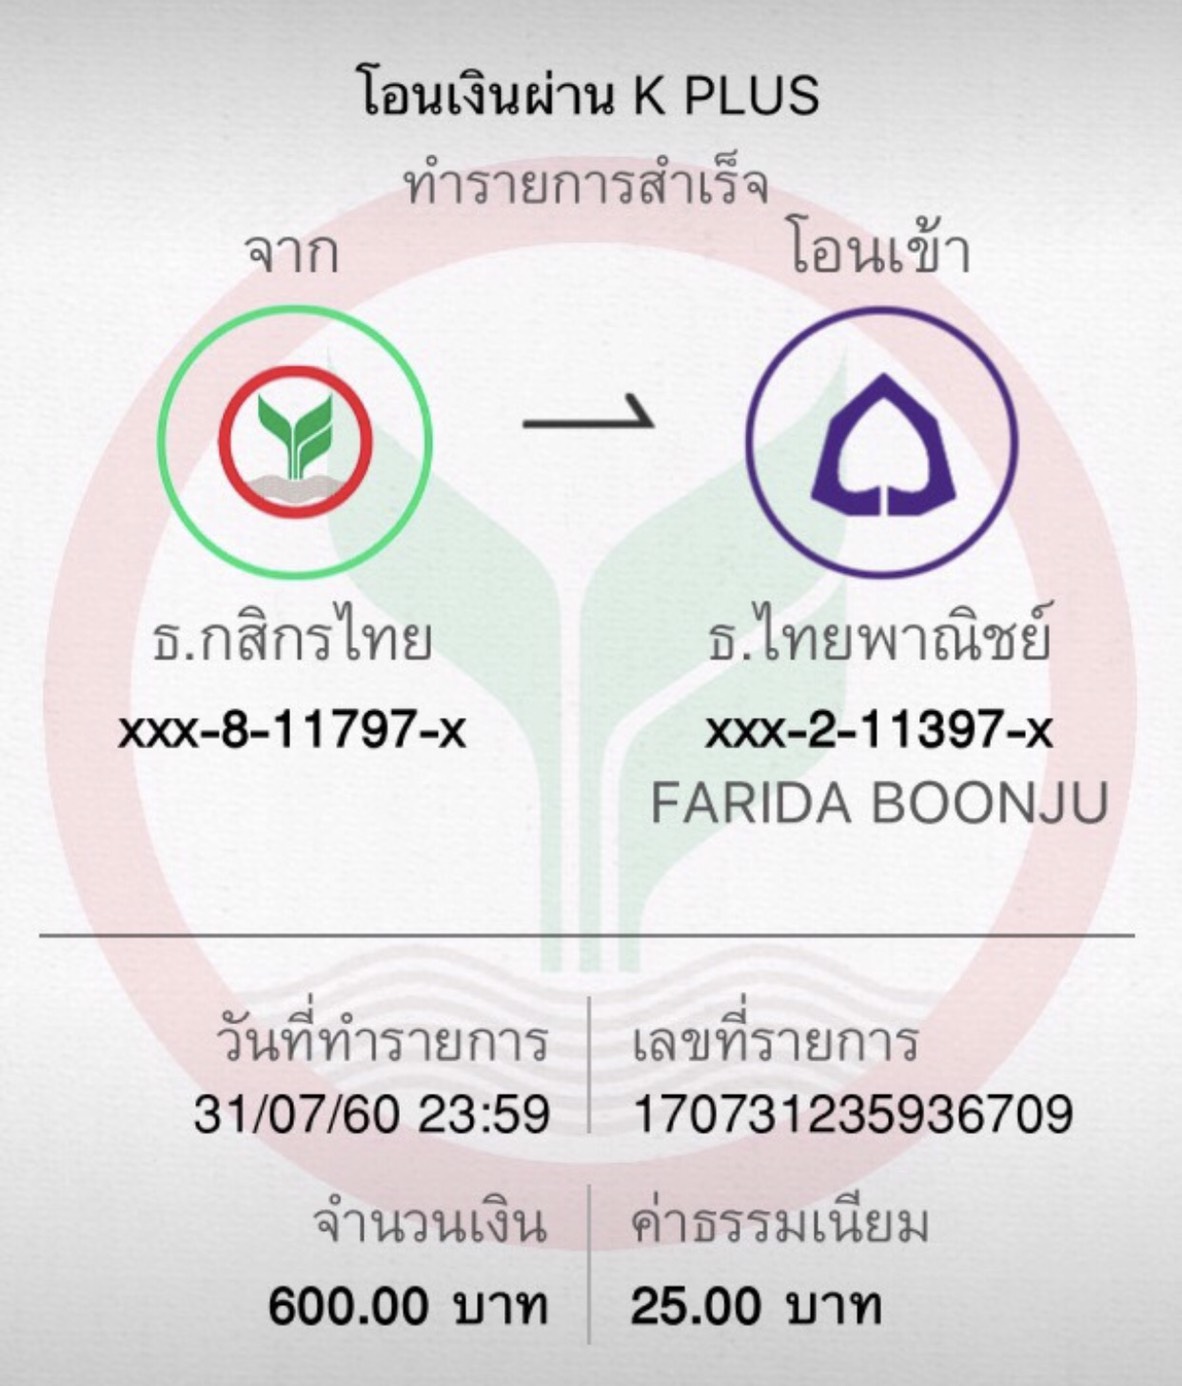 โอนเงินผ่าน K PLUS
ทำรายการสำเร็จ
จาก
โอนเข้า
ธ.กสิกรไทย
ธ.ไทยพาณิชย์
xxx-8-11797-x
xxx-2-11397-x
FARIDA BOONJU
วันที่ทำรายการ
เลขที่รายการ
31/07/60 23:59
170731235936709
จำนวนเงิน
ค่าธรรมเนียม
600.00 บาท
25.00 บาท